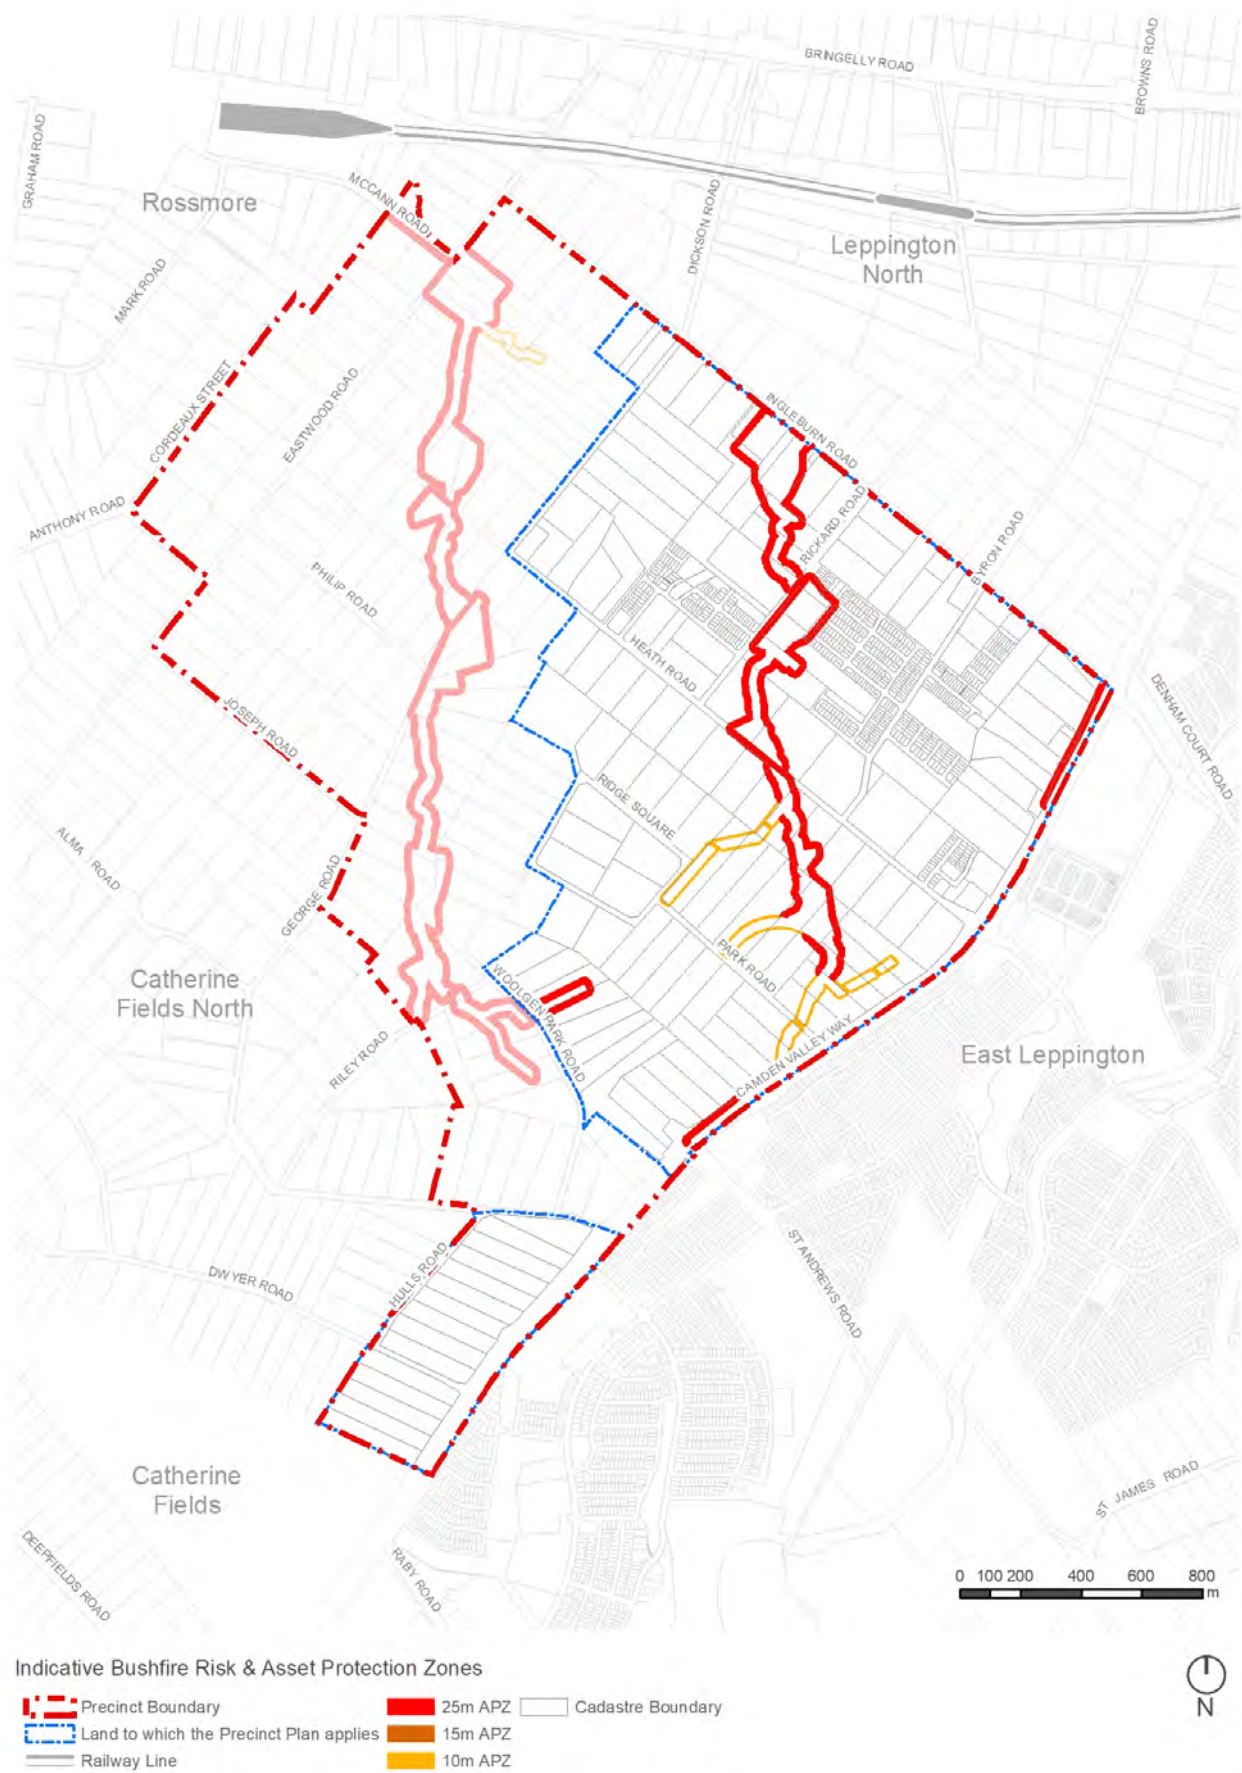 BRINGELLY ROAD
BROWNS ROAD
GRAHAM ROAD
MCCANN ROAD
Rossmore
DICKSON ROAD
Leppington
North
MARK ROAD
CORDEAUX STREET
EASTWOOD ROAD
INGLEBURN ROAD
ANTHONY ROAD
RICKARD ROAD
BYRON ROAD
PHILIP ROAD
HEATH ROAD
DENHAM COURT ROAD
JOSEPH ROAD
RIDGE SQUARE
ALMA ROAD
GEORGE ROAD
PARK ROAD
Catherine
Fields North
WOOLGEN PARK ROAD
RILEY ROAD
CAMDEN VALLEY WAY
East Leppington
HULLS ROAD
DWYER ROAD
ST ANDREWS ROAD
Catherine
Fields
ST JAMES ROAD
DEEPFIELDS ROAD
RABY ROAD
0 100 200 400 600 800
m
Indicative Bushfire Risk & Asset Protection Zones
Precinct Boundary
Land to which the Precinct Plan applies
Railway Line
25m APZ
15m APZ
10m APZ
Cadastre Boundary
N